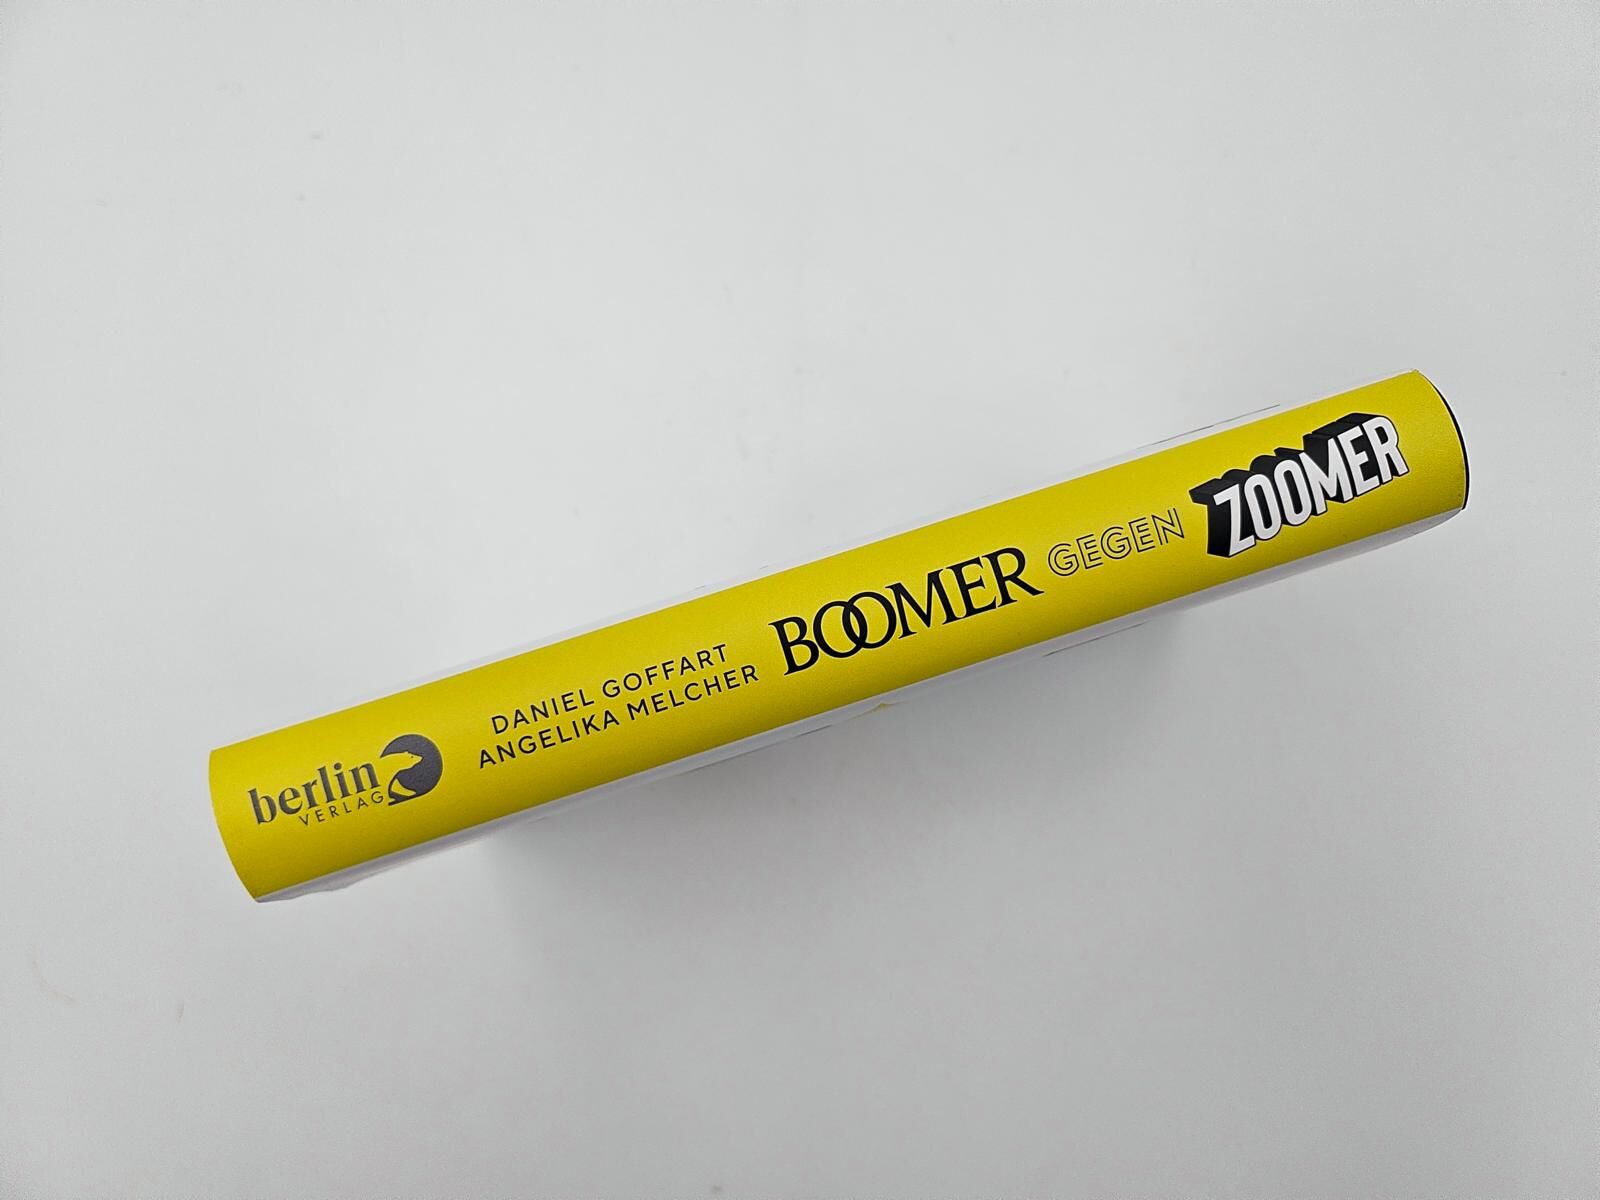 berlin
VERLAG
DANIEL GOFFART
ANGELIKA MELCHER
BOOMER GEGEN ZOOMER